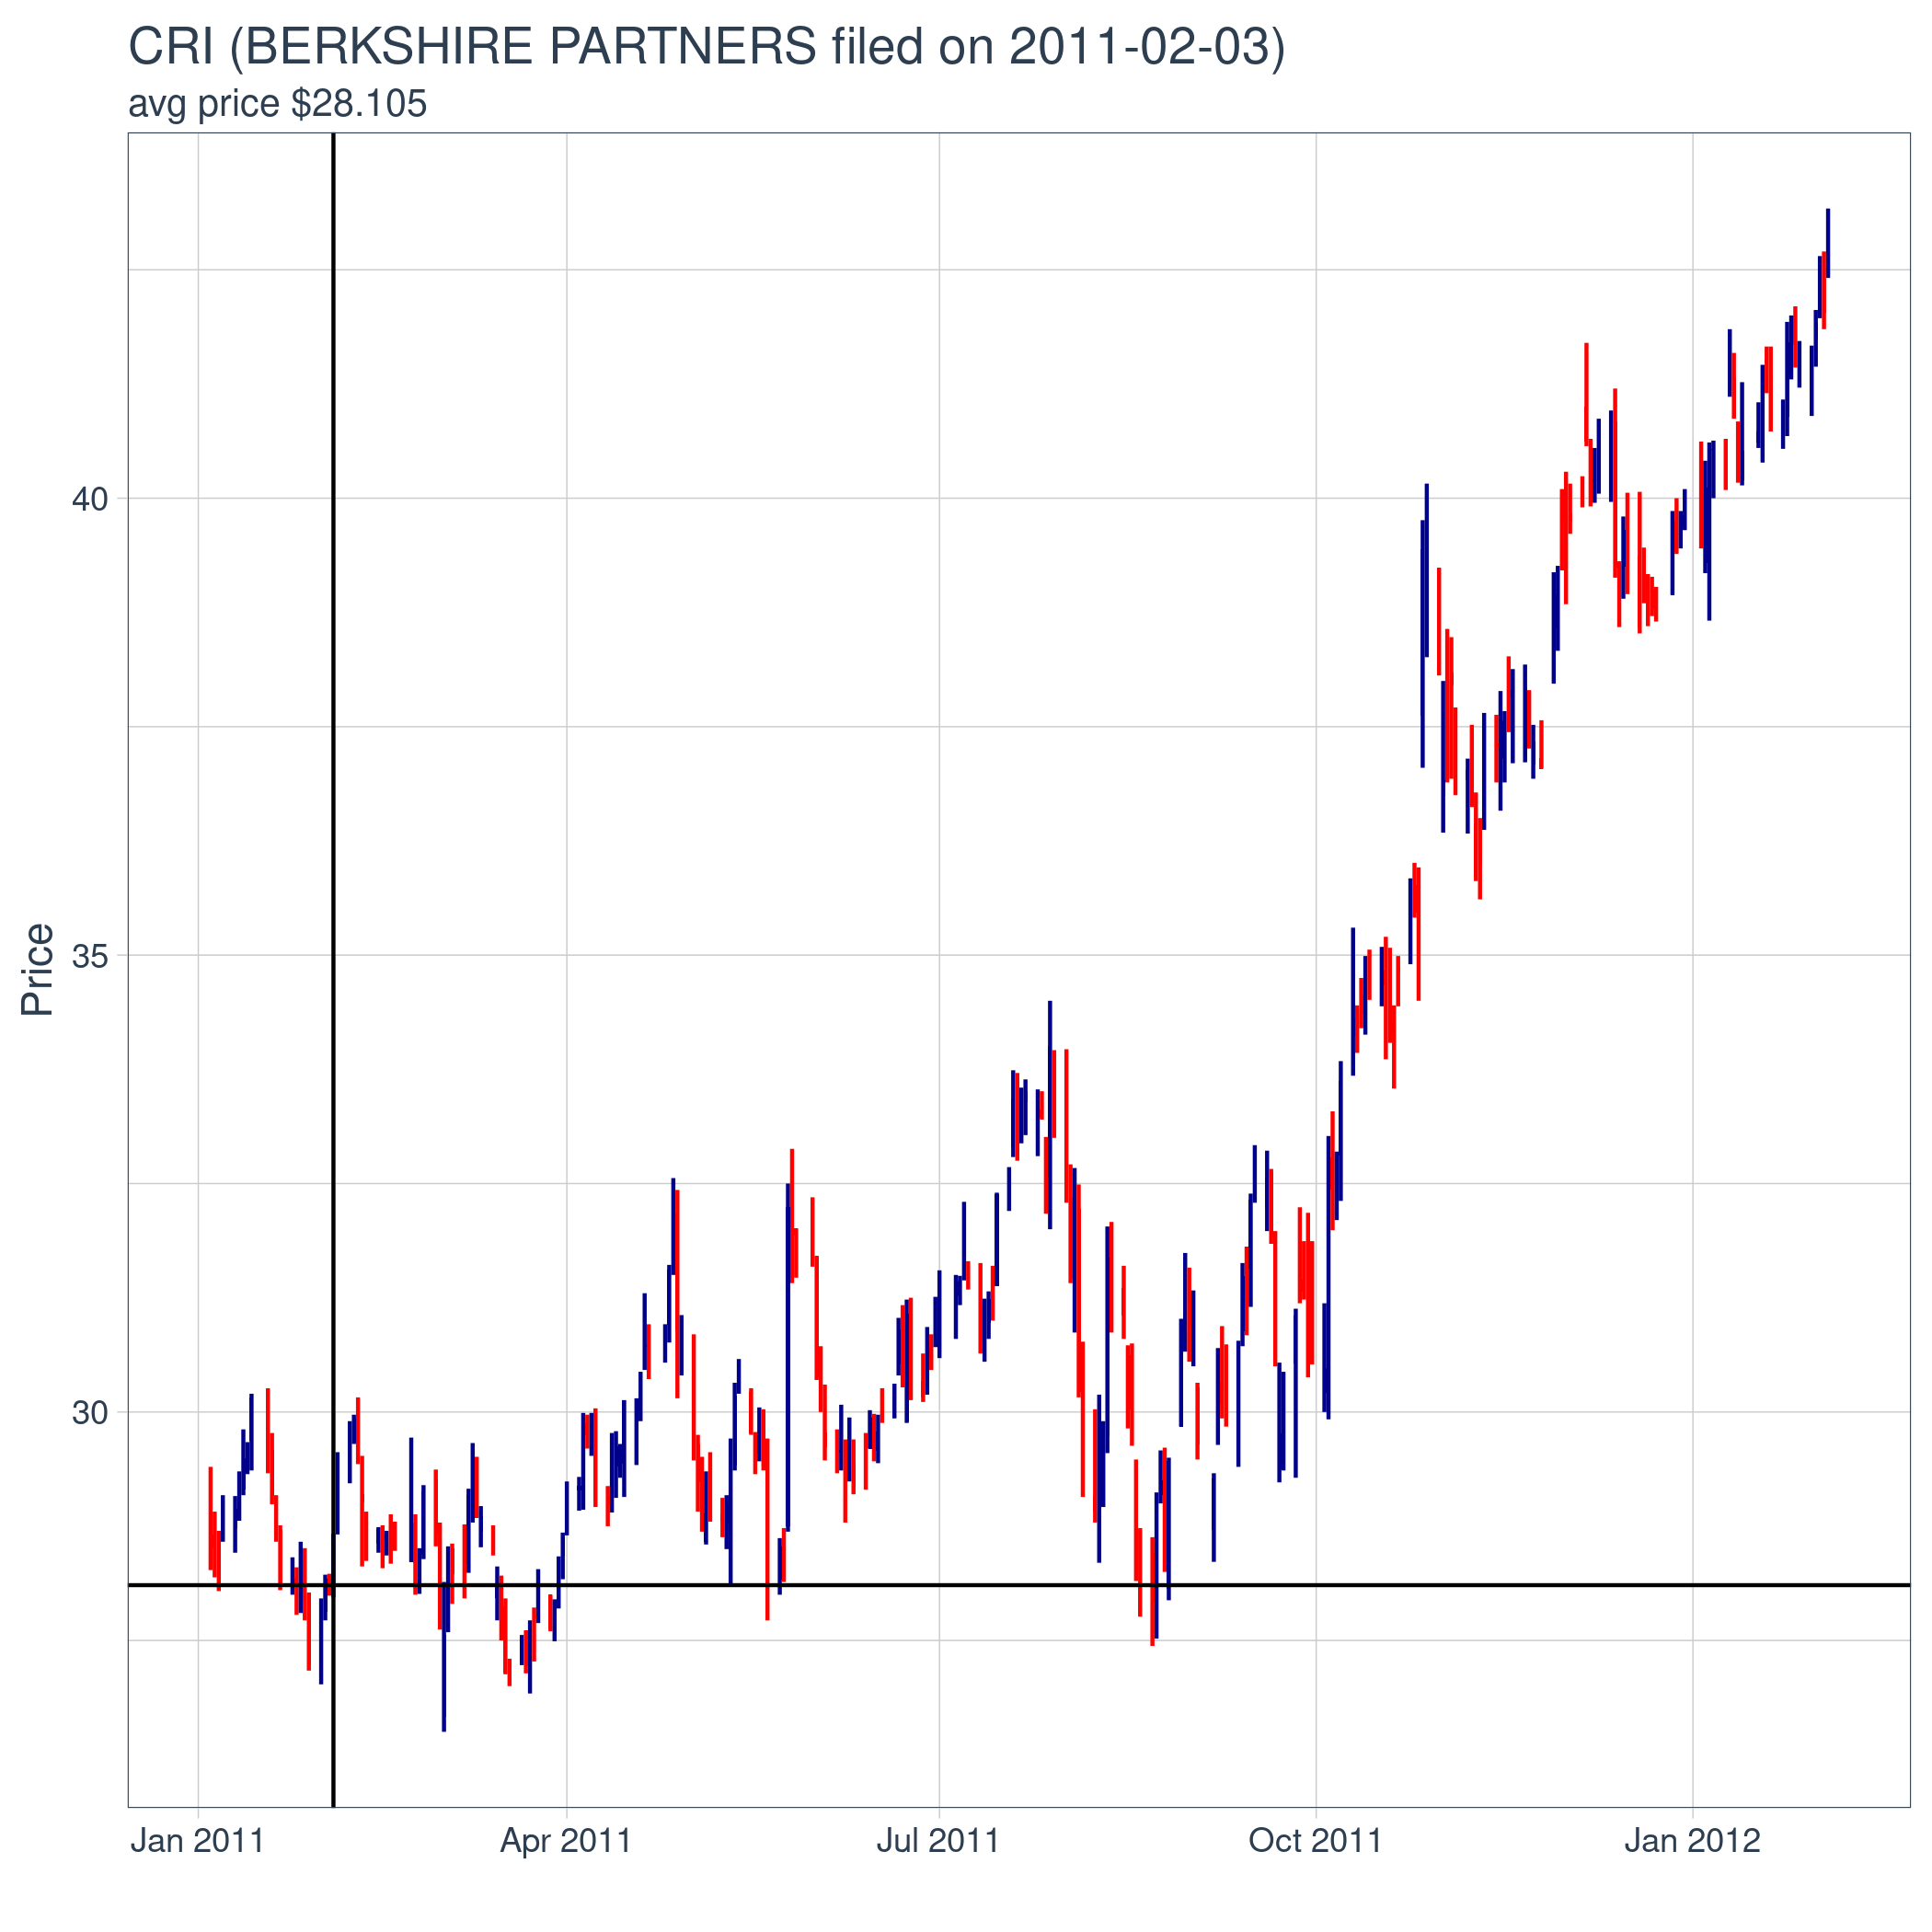 CRI (BERKSHIRE PARTNERS filed on 2011-02-03)
avg price $28.105
Price
40
35
30
Jan 2011
Apr 2011
Jul 2011
Oct 2011
Jan 2012